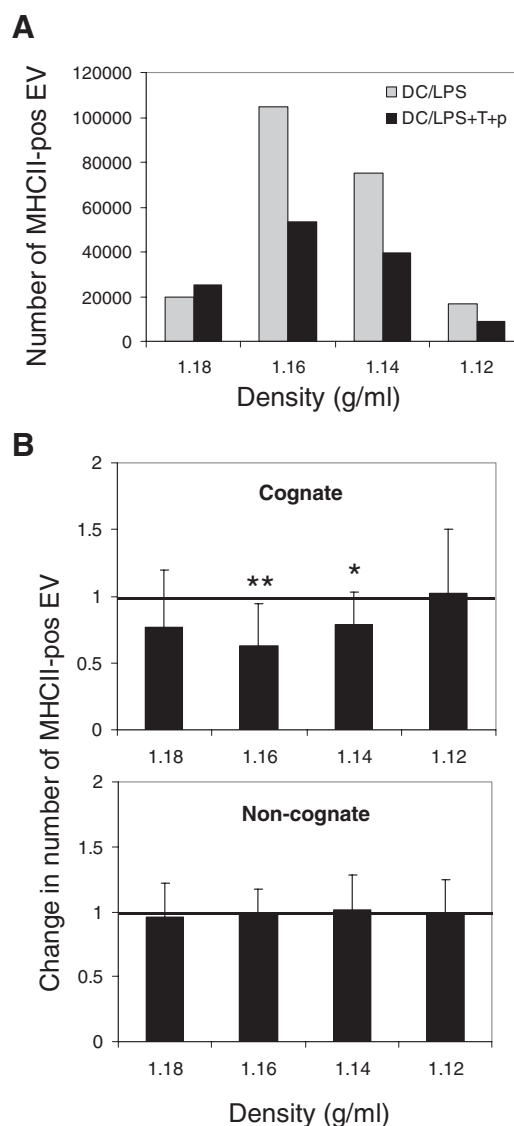 A
Number of MHCII-pos EV
120000
100000
80000
60000
40000
20000
0
DC/LPS
DC/LPS+T+p
1.18 1.16 1.14 1.12
Density (g/ml)
B
Change in number of MHCII-pos EV
2
1.5
1
0.5
0
Cognate
** *
1.18 1.16 1.14 1.12
2
1.5
1
0.5
0
Non-cognate
1.18 1.16 1.14 1.12
Density (g/ml)